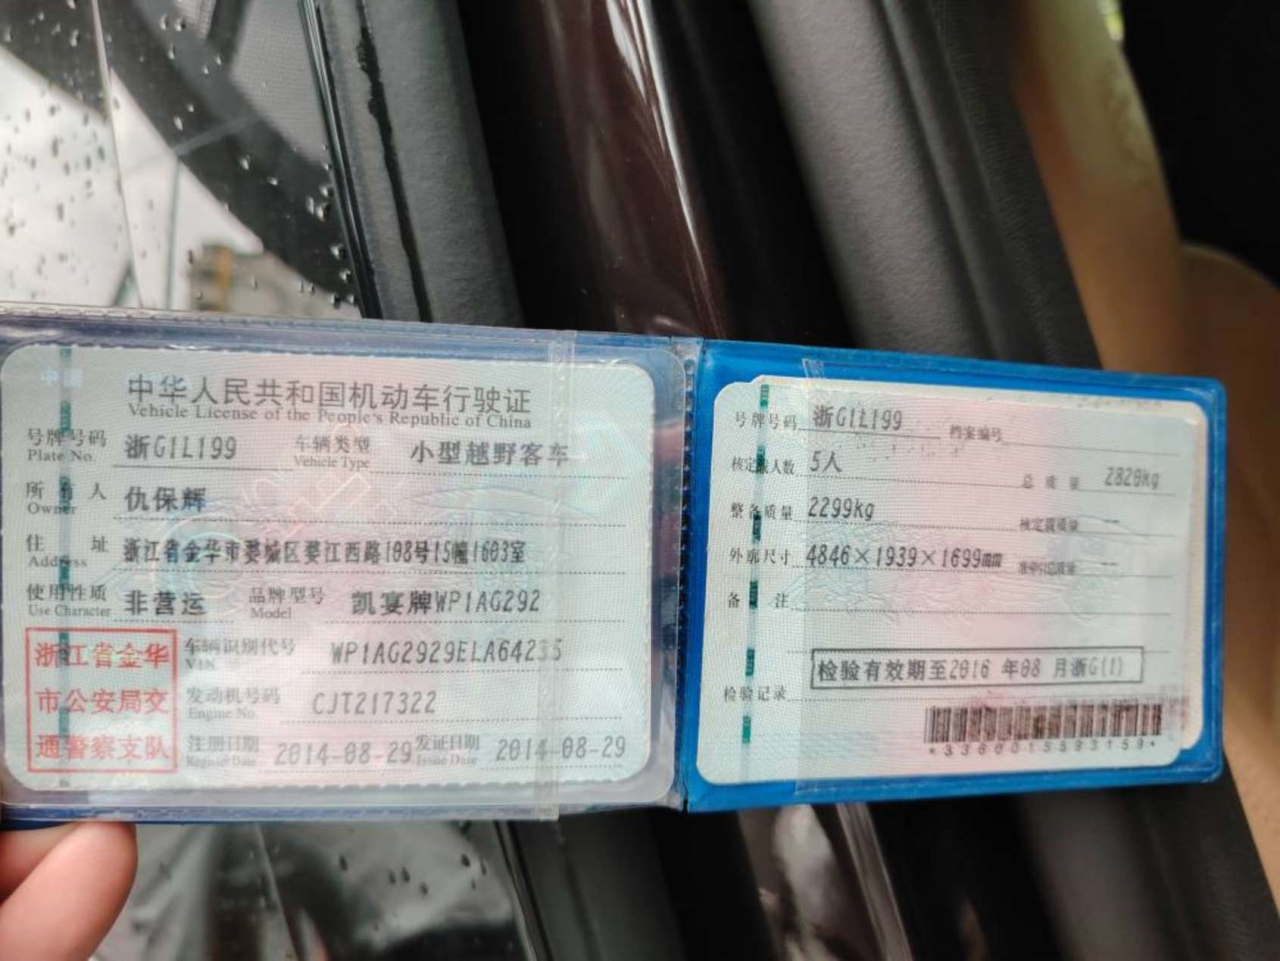 中华人民共和国机动车行驶证
Vehicle License of the People's Republic of China
号牌号码 浙G1L199 车辆类型 小型越野客车
Plate No. Vehicle Type
所有人 仇保辉
Owner
住址 浙江省金华市婺城区婺江西路108号15幢1603室
Address
使用性质 非营运 品牌型号 凯宴牌WP1AG292
Use Character Model
浙江省金华市公安局交通警察支队
车辆识别代号 WP1AG2929ELA64235
VIN
发动机号码 CJT217322
Engine No.
注册日期 2014-08-29 发证日期 2014-08-29
Register Date Issue Date
号牌号码 浙G1L199 档案编号
核定载人数 5人 总质量 2820kg
整备质量 2299kg 核定载质量 --
外廓尺寸 4846×1939×1699mm 准牵引总质量 --
备注
检验有效期至2016 年08 月浙G(1)
检验记录